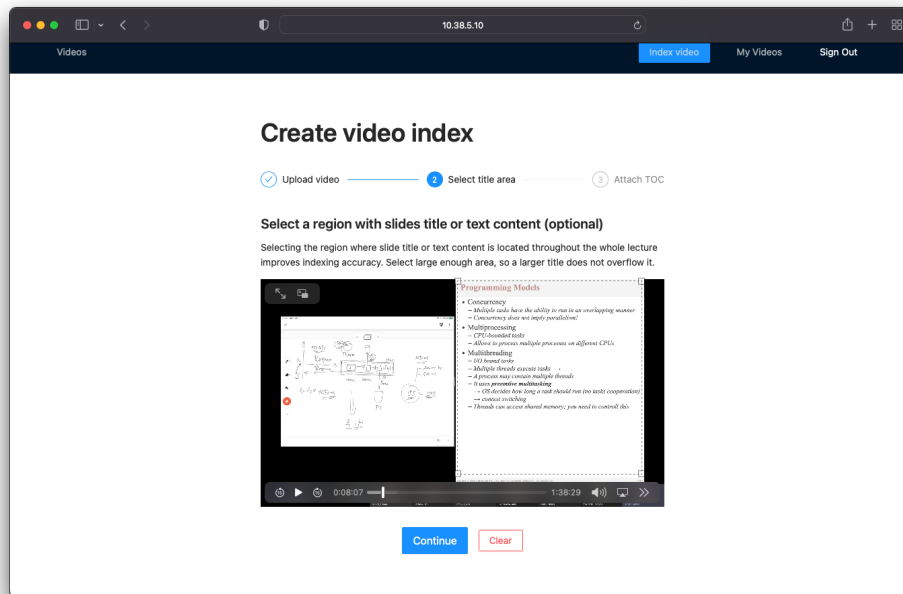 10.38.5.10
Videos
Index video
My Videos
Sign Out
Create video index
Upload video
2
Select title area
3
Attach TOC
Select a region with slides title or text content (optional)
Selecting the region where slide title or text content is located throughout the whole lecture
improves indexing accuracy. Select large enough area, so a larger title does not overflow it.
Programming Models
• Concurrency
– Multiple tasks have the ability to run in an overlapping manner
– Concurrency does not imply parallelism!
• Multiprocessing
– CPU-bounded tasks
– Allows to process multiple processes on different CPUs
• Multithreading
– I/O bound tasks
– Multiple threads execute tasks
– A process may contain multiple threads
– It uses preemtive multitasking
→ OS decides how long a task should run (no tasks cooperation)
→ context switching
– Threads can access shared memory; you need to controll this
0:08:07
1:38:29
Continue
Clear